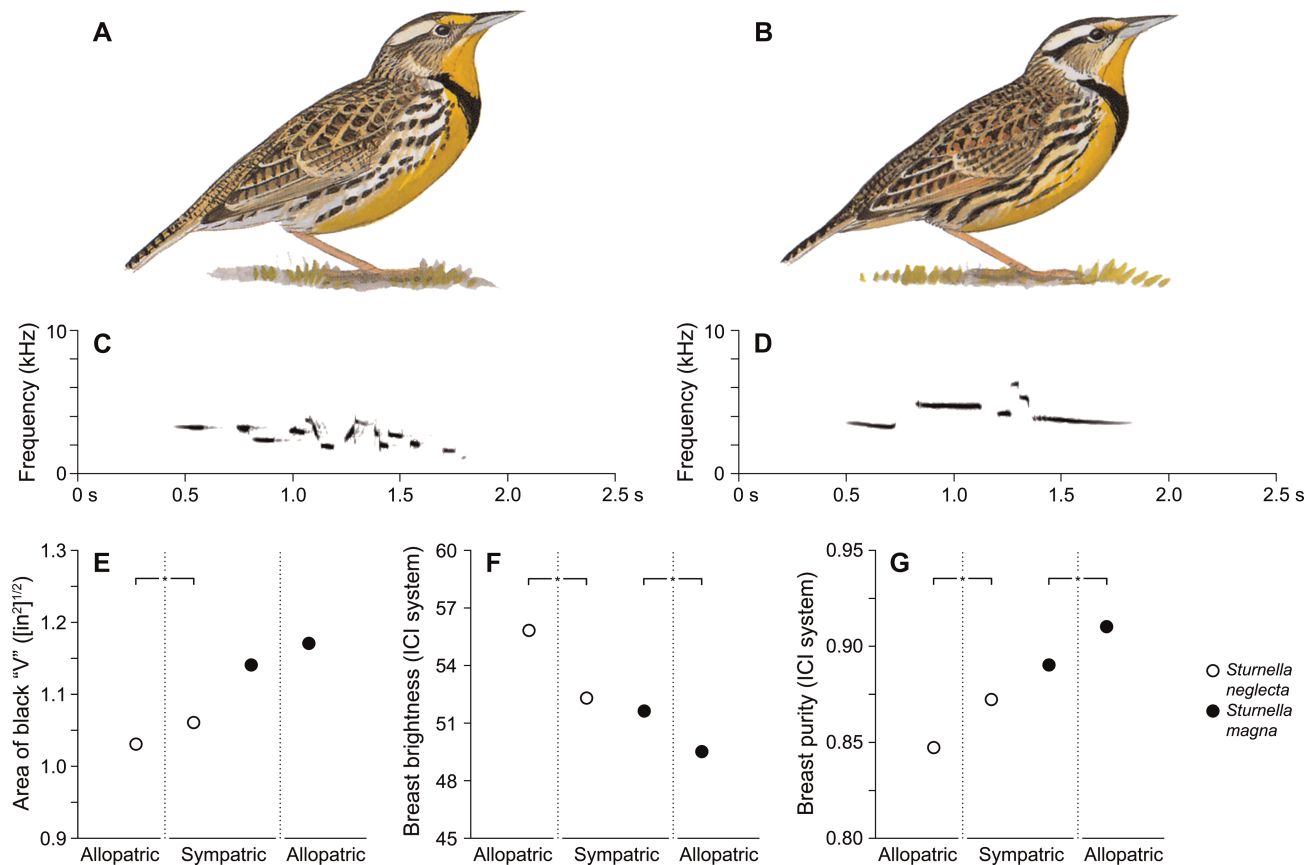 A
B
Frequency (kHz)
10
0
C
0 s 0.5 1.0 1.5 2.0 2.5 s
Frequency (kHz)
10
0
D
0 s 0.5 1.0 1.5 2.0 2.5 s
Area of black “V” ([in²]¹/²)
1.3
1.2
1.1
1.0
0.9
E
*
Allopatric Sympatric Allopatric
Breast brightness (ICI system)
60
57
54
51
48
45
F
* *
Allopatric Sympatric Allopatric
Breast purity (ICI system)
0.95
0.90
0.85
0.80
G
* *
Allopatric Sympatric Allopatric
Sturnella
neglecta
Sturnella
magna